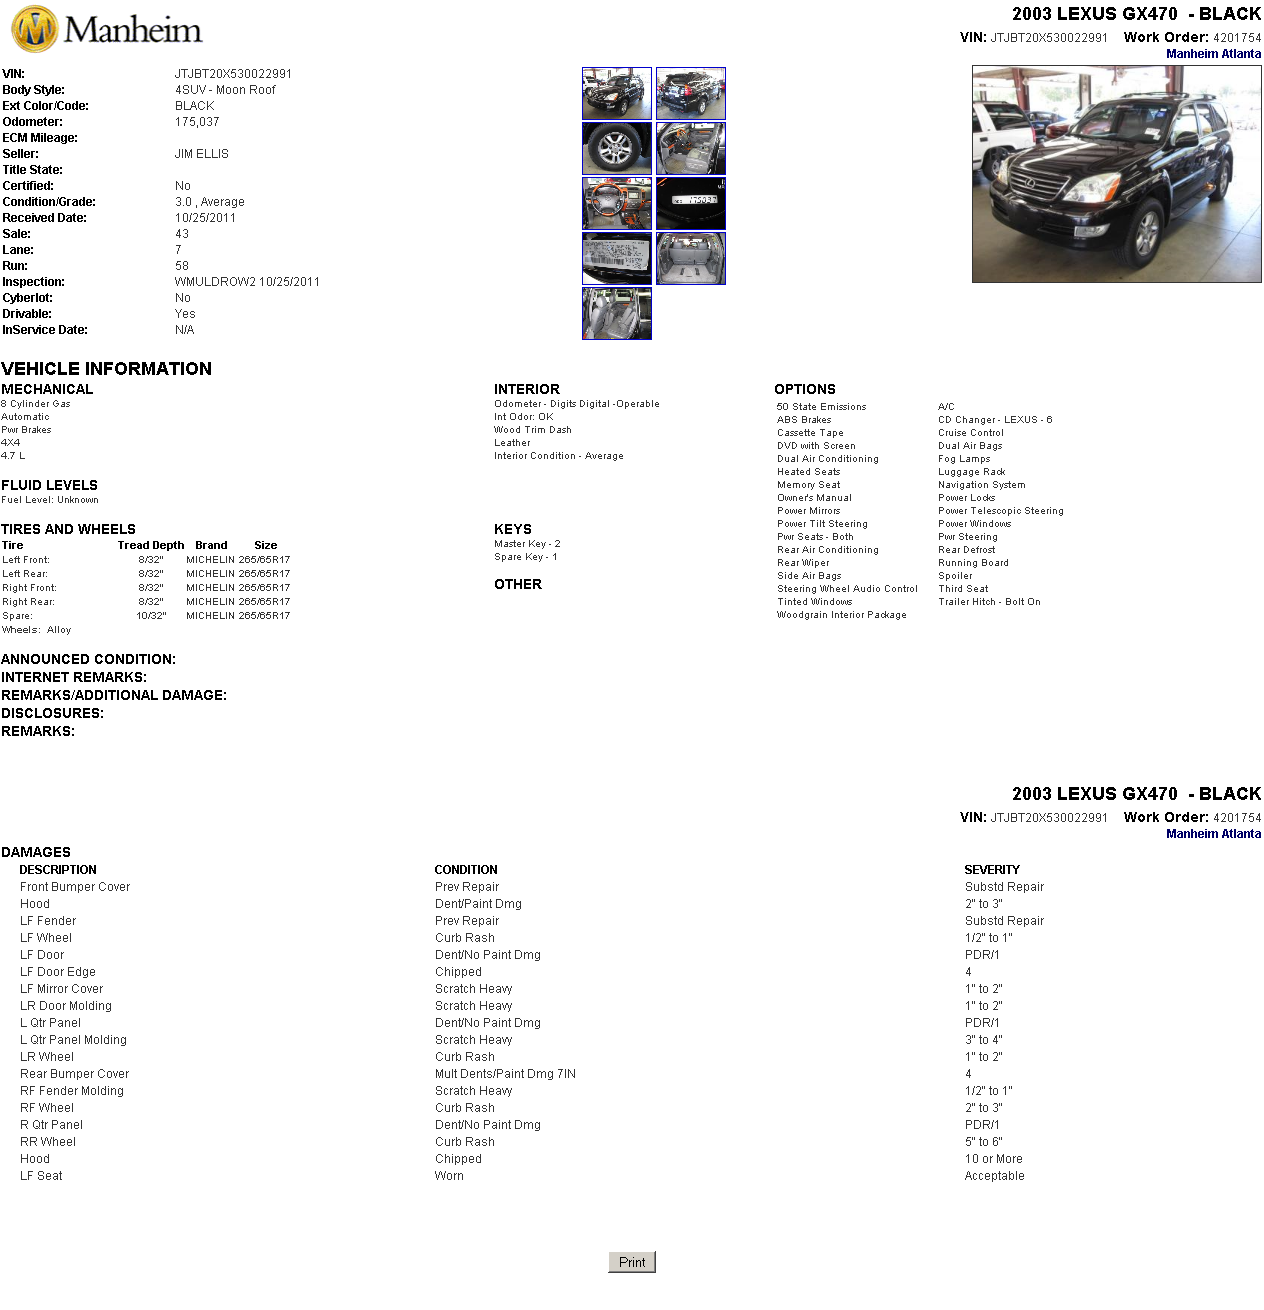 Manheim
2003 LEXUS GX470 - BLACK
VIN: JTJBT20X530022991 Work Order: 4201754
Manheim Atlanta
VIN: JTJBT20X530022991
Body Style: 4SUV - Moon Roof
Ext Color/Code: BLACK
Odometer: 175,037
ECM Mileage:
Seller: JIM ELLIS
Title State:
Certified: No
Condition/Grade: 3.0 , Average
Received Date: 10/25/2011
Sale: 43
Lane: 7
Run: 58
Inspection: WMULDROW2 10/25/2011
Cyberlot: No
Drivable: Yes
InService Date: N/A
175037
VEHICLE INFORMATION
MECHANICAL
8 Cylinder Gas
Automatic
Pwr Brakes
4X4
4.7 L
FLUID LEVELS
Fuel Level: Unknown
TIRES AND WHEELS
Tire Tread Depth Brand Size
Left Front: 8/32" MICHELIN 265/65R17
Left Rear: 8/32" MICHELIN 265/65R17
Right Front: 8/32" MICHELIN 265/65R17
Right Rear: 8/32" MICHELIN 265/65R17
Spare: 10/32" MICHELIN 265/65R17
Wheels: Alloy
INTERIOR
Odometer - Digits Digital -Operable
Int Odor: OK
Wood Trim Dash
Leather
Interior Condition - Average
KEYS
Master Key - 2
Spare Key - 1
OTHER
OPTIONS
50 State Emissions A/C
ABS Brakes CD Changer - LEXUS - 6
Cassette Tape Cruise Control
DVD with Screen Dual Air Bags
Dual Air Conditioning Fog Lamps
Heated Seats Luggage Rack
Memory Seat Navigation System
Owner's Manual Power Locks
Power Mirrors Power Telescopic Steering
Power Tilt Steering Power Windows
Pwr Seats - Both Pwr Steering
Rear Air Conditioning Rear Defrost
Rear Wiper Running Board
Side Air Bags Spoiler
Steering Wheel Audio Control Third Seat
Tinted Windows Trailer Hitch - Bolt On
Woodgrain Interior Package
ANNOUNCED CONDITION:
INTERNET REMARKS:
REMARKS/ADDITIONAL DAMAGE:
DISCLOSURES:
REMARKS:
2003 LEXUS GX470 - BLACK
VIN: JTJBT20X530022991 Work Order: 4201754
Manheim Atlanta
DAMAGES
DESCRIPTION CONDITION SEVERITY
Front Bumper Cover Prev Repair Substd Repair
Hood Dent/Paint Dmg 2" to 3"
LF Fender Prev Repair Substd Repair
LF Wheel Curb Rash 1/2" to 1"
LF Door Dent/No Paint Dmg PDR/1
LF Door Edge Chipped 4
LF Mirror Cover Scratch Heavy 1" to 2"
LR Door Molding Scratch Heavy 1" to 2"
L Qtr Panel Dent/No Paint Dmg PDR/1
L Qtr Panel Molding Scratch Heavy 3" to 4"
LR Wheel Curb Rash 1" to 2"
Rear Bumper Cover Mult Dents/Paint Dmg 7IN 4
RF Fender Molding Scratch Heavy 1/2" to 1"
RF Wheel Curb Rash 2" to 3"
R Qtr Panel Dent/No Paint Dmg PDR/1
RR Wheel Curb Rash 5" to 6"
Hood Chipped 10 or More
LF Seat Worn Acceptable
Print